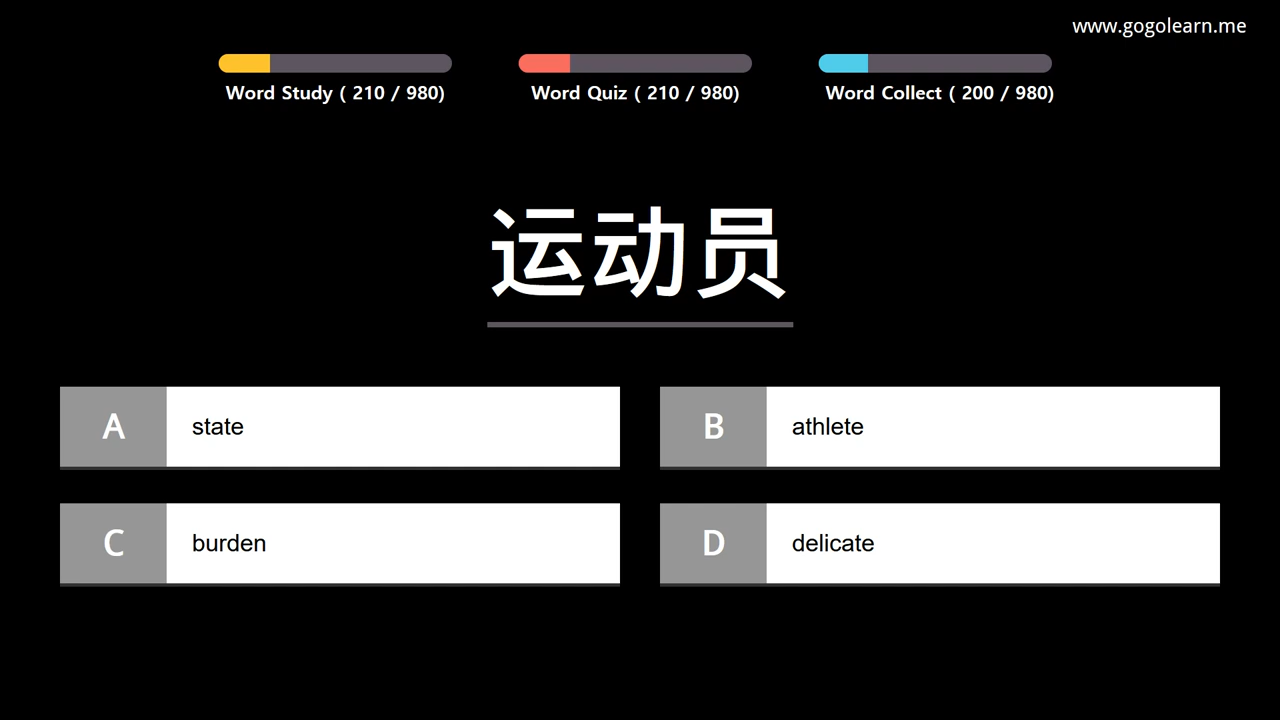 www.gogolearn.me
Word Study ( 210 / 980)
Word Quiz ( 210 / 980)
Word Collect ( 200 / 980)
运动员
A state
B athlete
C burden
D delicate